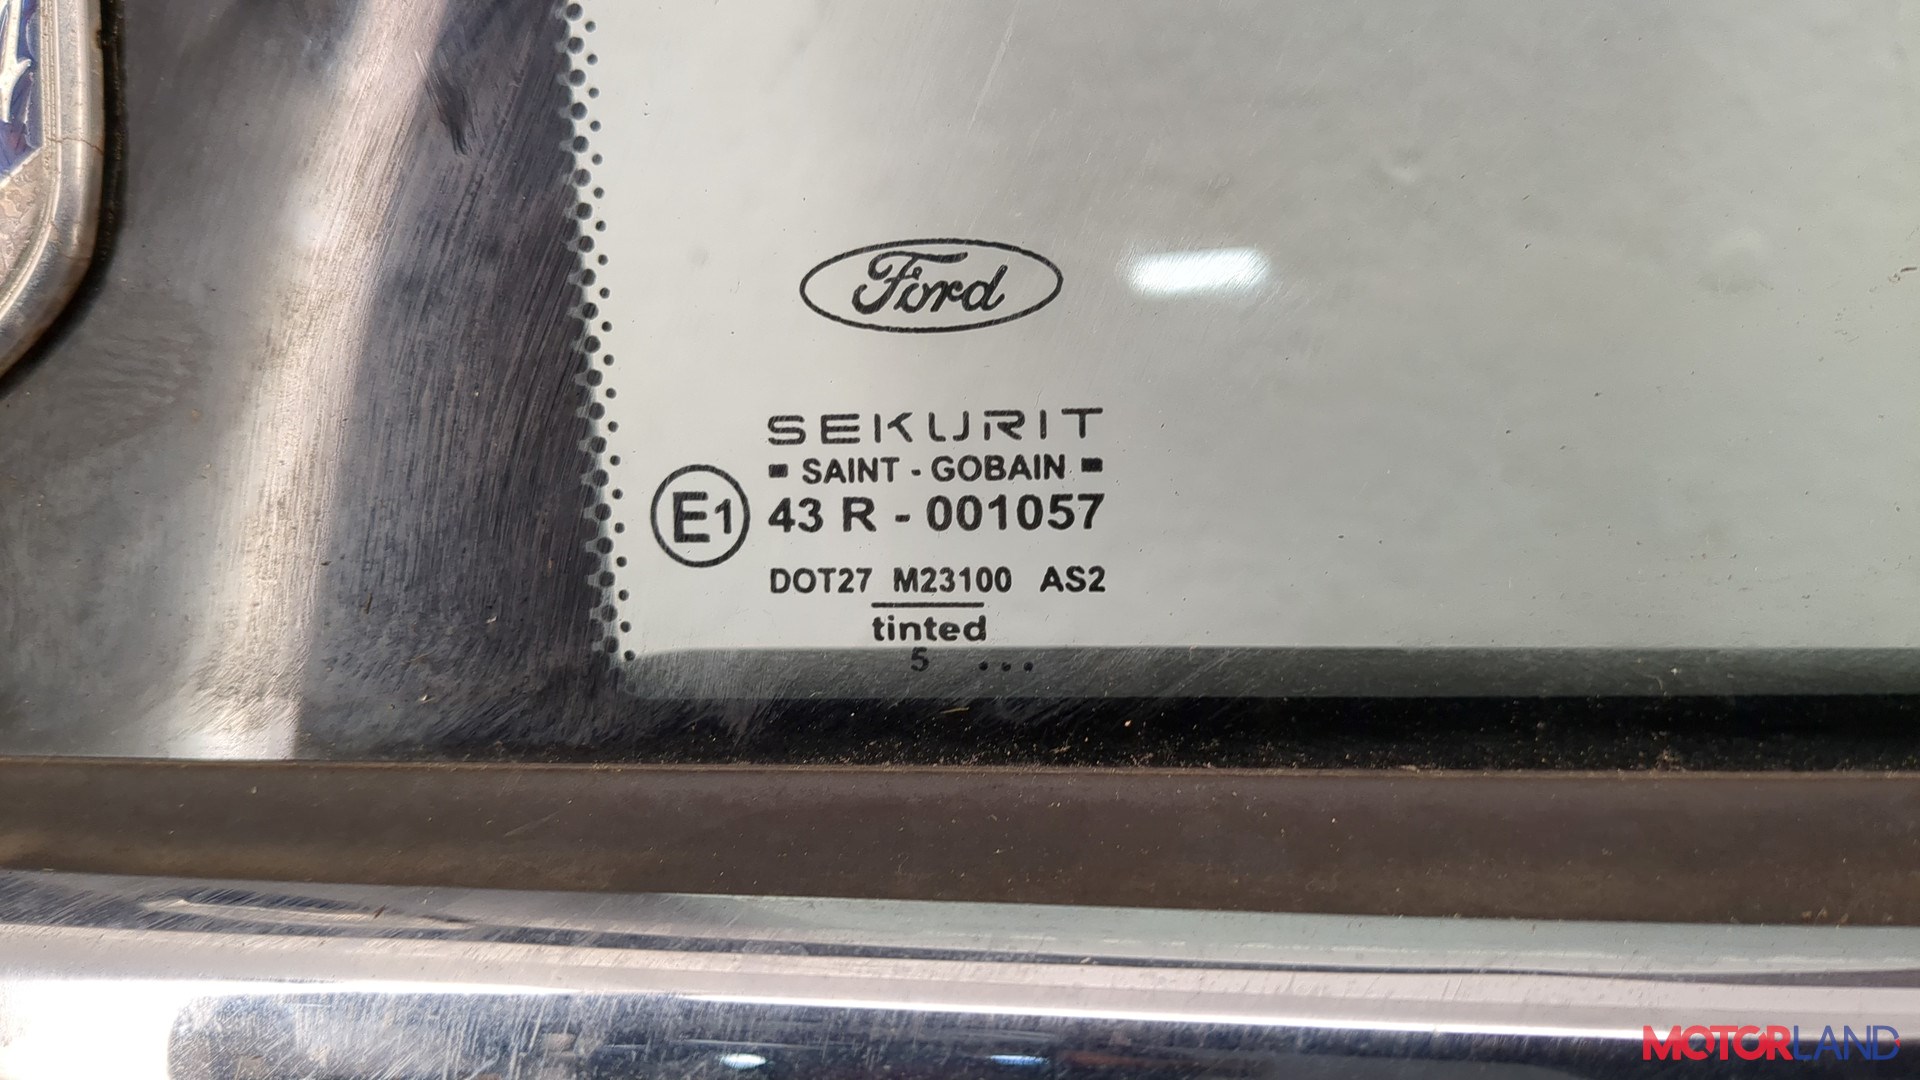 Ford
SEKURIT
SAINT - GOBAIN
E1 43 R - 001057
DOT27 M23100 AS2
tinted
5 ...
MOTORLAND